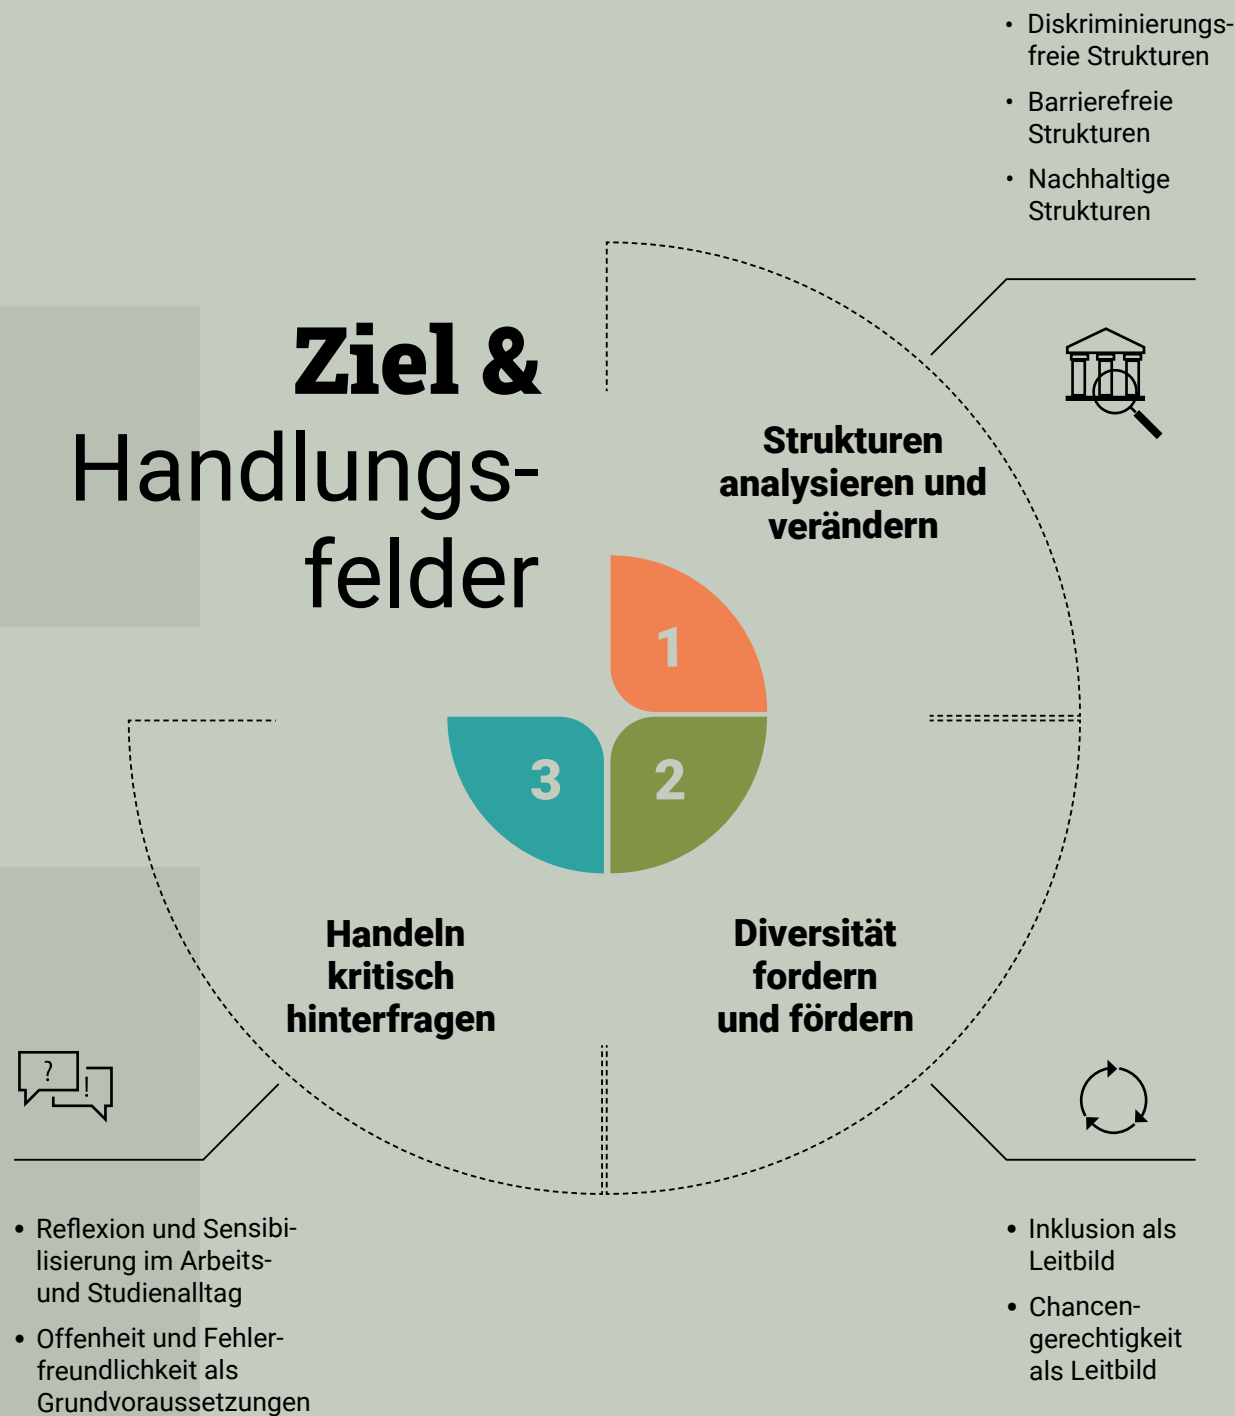 Ziel &
Handlungs-
felder
• Diskriminierungs-
freie Strukturen
• Barrierefreie
Strukturen
• Nachhaltige
Strukturen
Strukturen
analysieren und
verändern
1
2
3
Diversität
fordern
und fördern
• Inklusion als
Leitbild
• Chancen-
gerechtigkeit
als Leitbild
Handeln
kritisch
hinterfragen
?
!
• Reflexion und Sensibi-
lisierung im Arbeits-
und Studienalltag
• Offenheit und Fehler-
freundlichkeit als
Grundvoraussetzungen